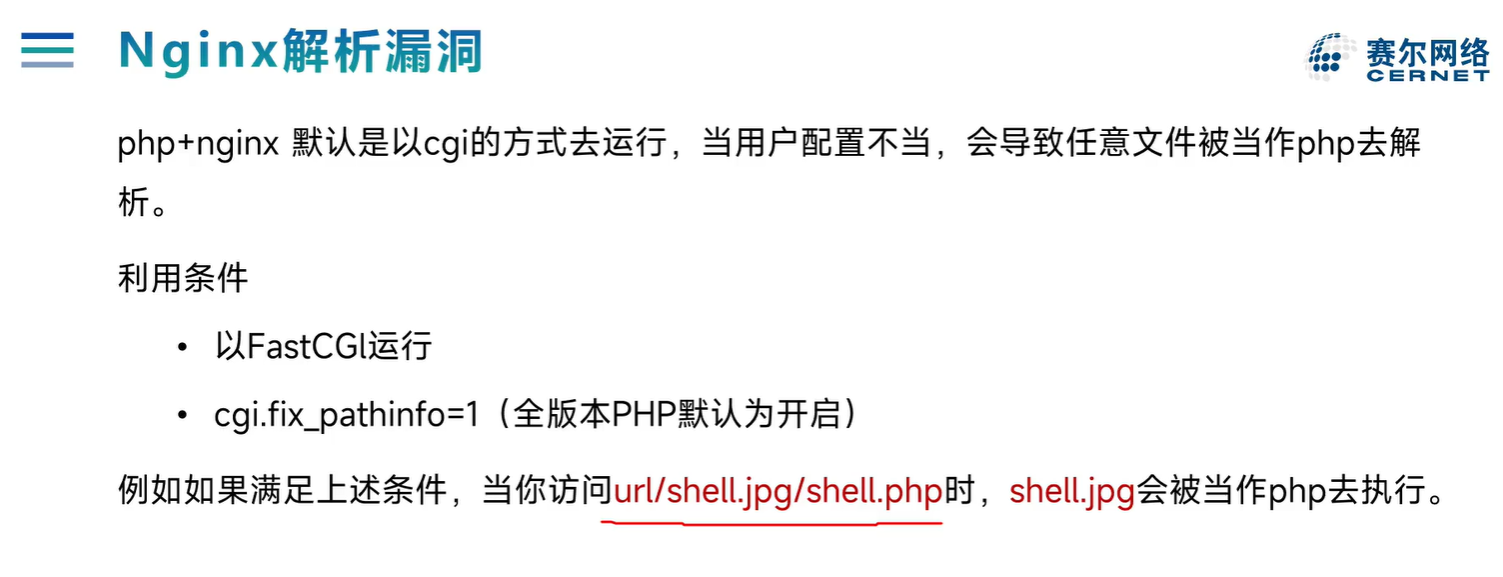 Nginx解析漏洞
赛尔网络
CERNET
php+nginx 默认是以cgi的方式去运行，当用户配置不当，会导致任意文件被当作php去解
析。
利用条件
• 以FastCGI运行
• cgi.fix_pathinfo=1（全版本PHP默认为开启）
例如如果满足上述条件，当你访问url/shell.jpg/shell.php时，shell.jpg会被当作php去执行。